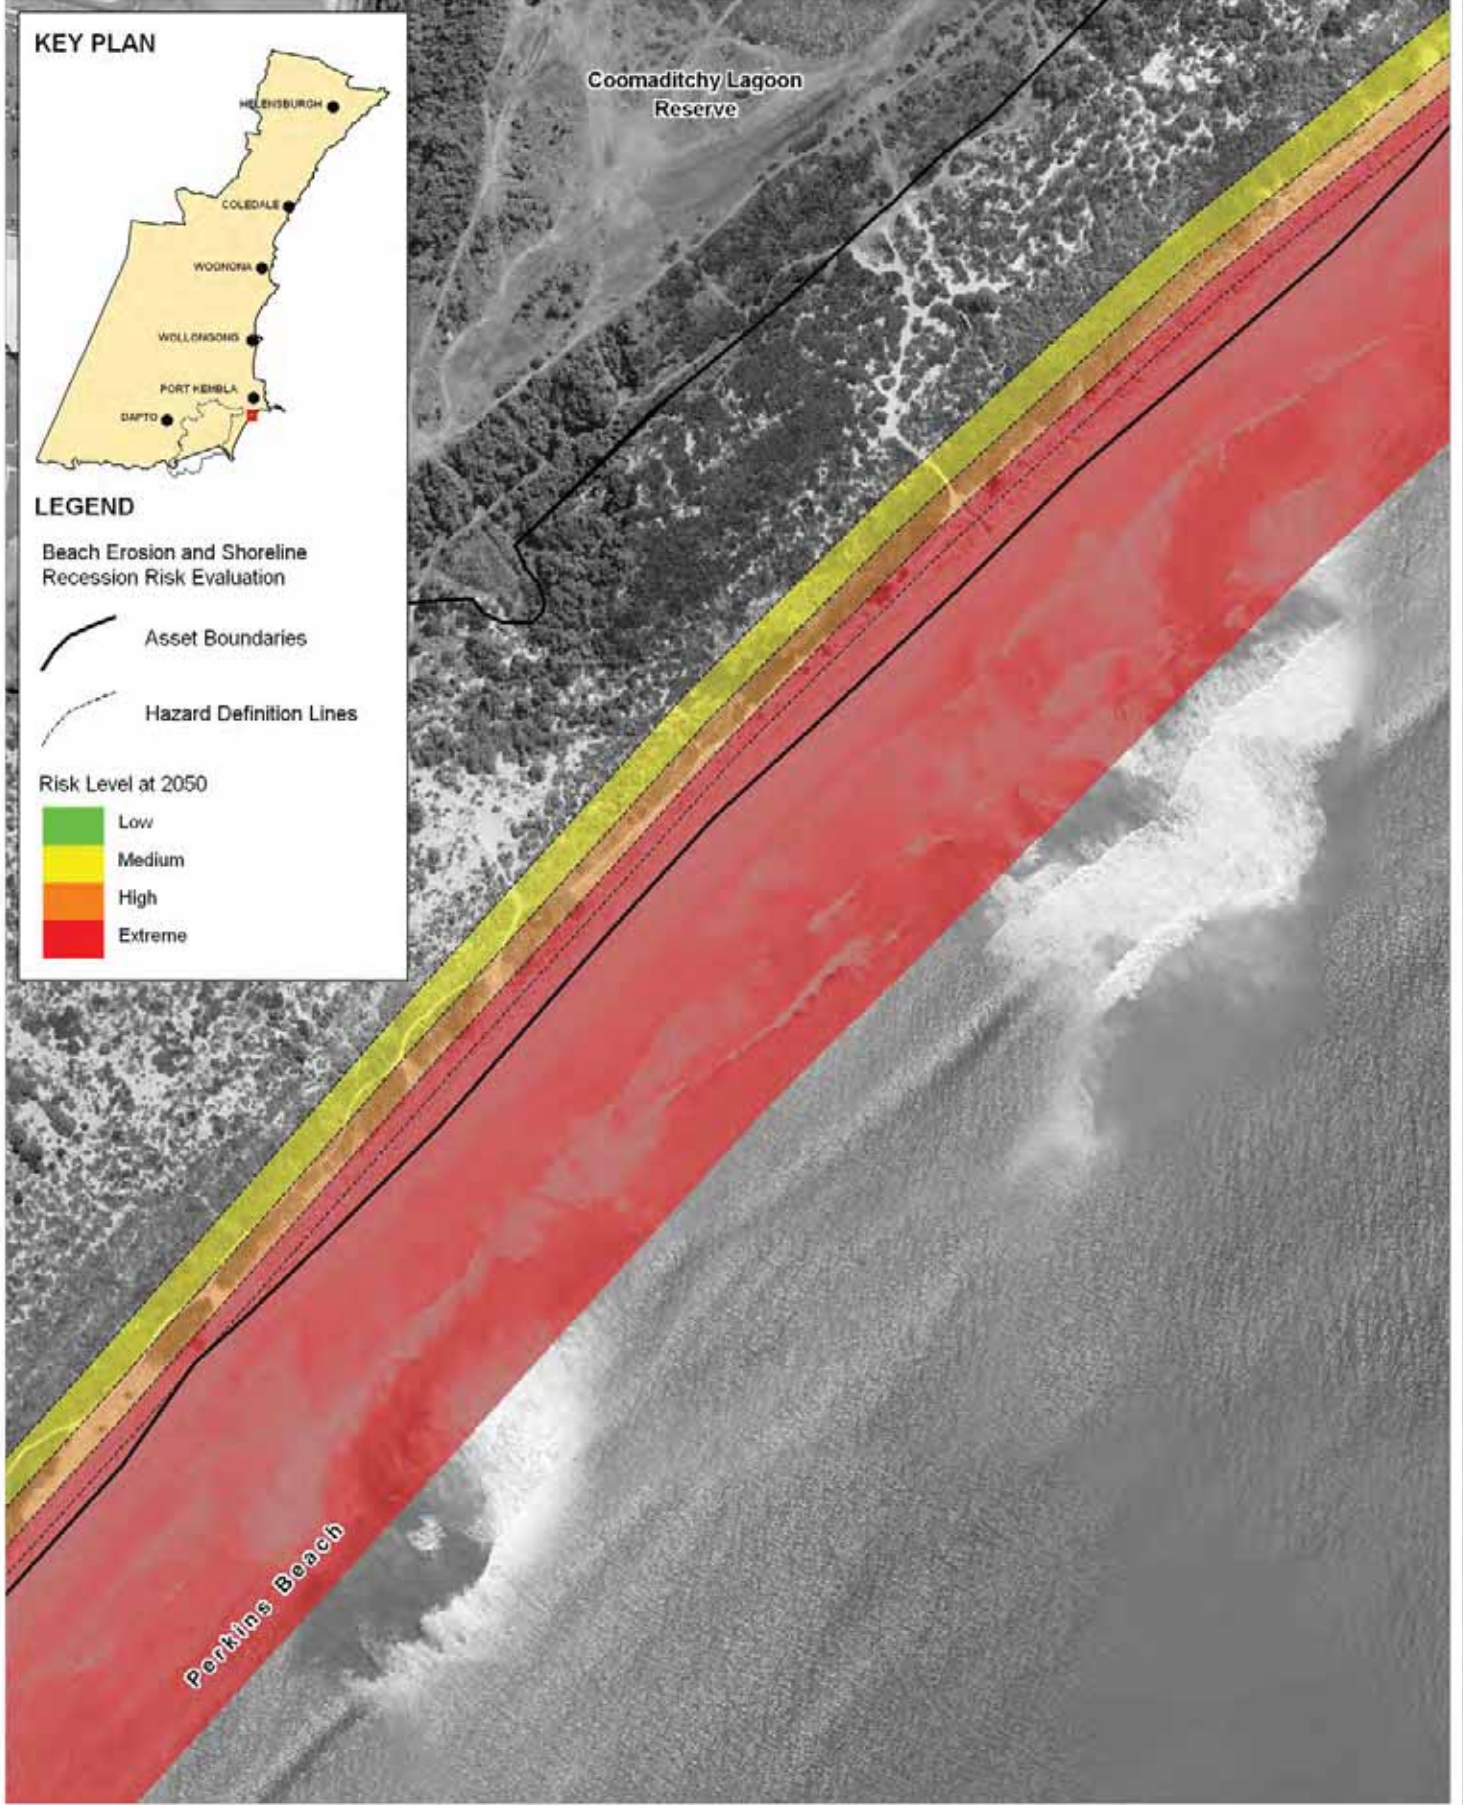 KEY PLAN
HELENSBURGH
COLEDALE
WOONONA
WOLLONGONG
PORT KEMBLA
DAPTO
LEGEND
Beach Erosion and Shoreline
Recession Risk Evaluation
Asset Boundaries
Hazard Definition Lines
Risk Level at 2050
Low
Medium
High
Extreme
Coomaditchy Lagoon
Reserve
Perkins Beach